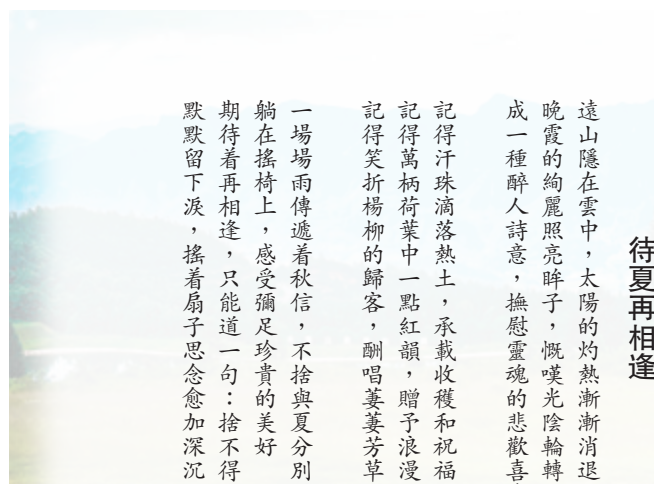 待夏再相逢
遠山隱在雲中，太陽的灼熱漸漸消退
晚霞的絢麗照亮眸子，慨嘆光陰輪轉
成一種醉人詩意，撫慰靈魂的悲歡喜
記得汗珠滴落熱土，承載收穫和祝福
記得萬柄荷葉中一點紅韻，贈予浪漫
記得笑折楊柳的歸客，酬唱萋萋芳草
一場場雨傳遞着秋信，不捨與夏分別
躺在搖椅上，感受彌足珍貴的美好
期待着再相逢，只能道一句：捨不得
默默留下淚，搖着扇子思念愈加深沉